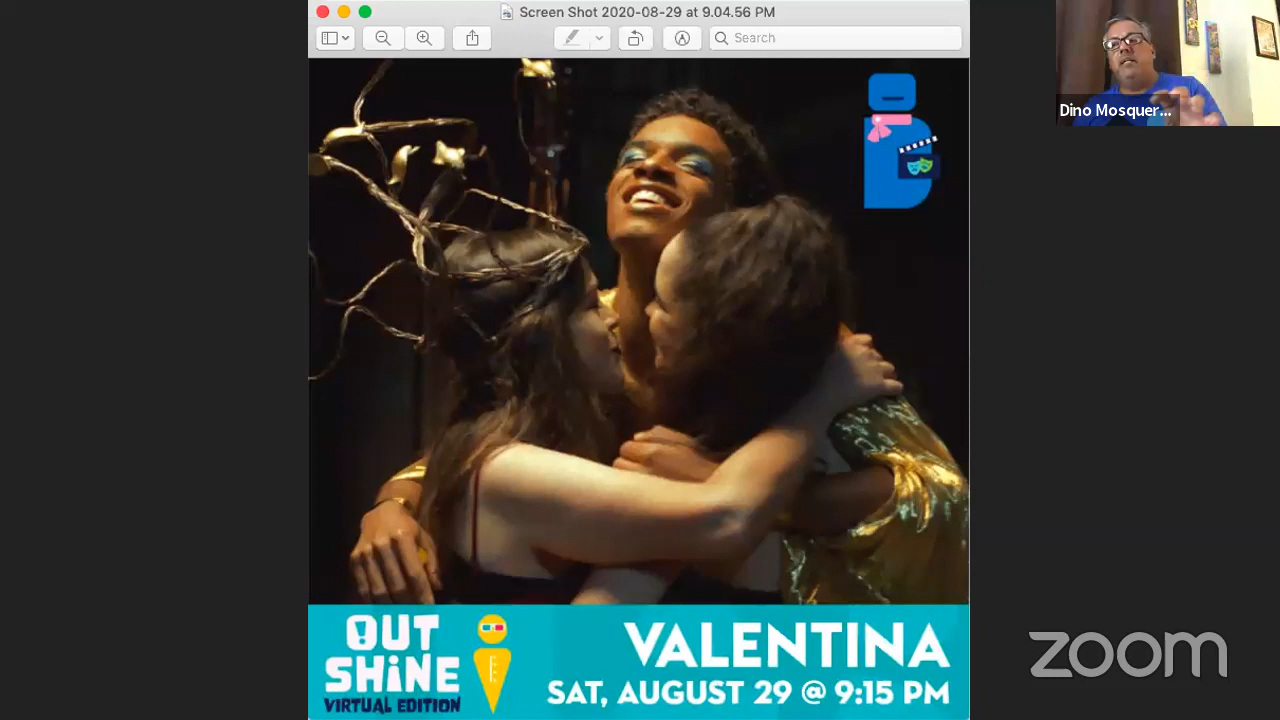 Screen Shot 2020-08-29 at 9.04.56 PM
Search
Dino Mosquer...
OUT
SHiNE
VIRTUAL EDITION
VALENTINA
SAT, AUGUST 29 @ 9:15 PM
zoom